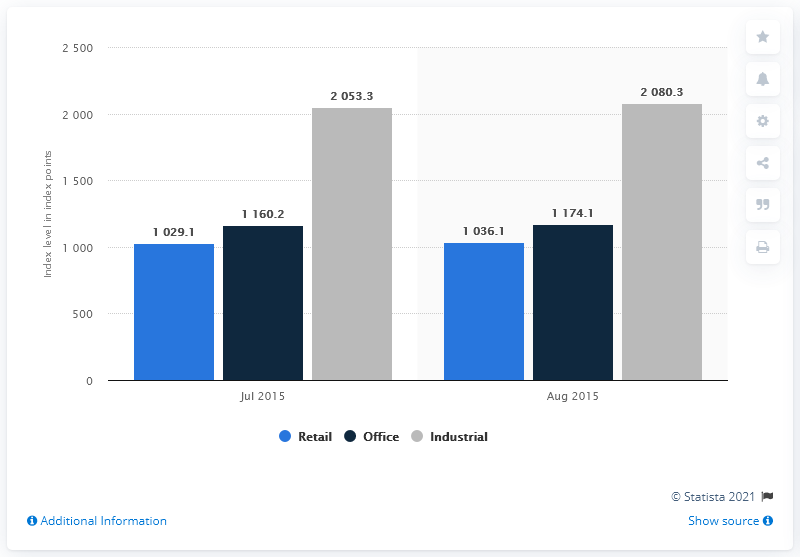 2 500
2 000
1 500
1 000
500
0
Index level in index points
1 029.1
1 160.2
2 053.3
1 036.1
1 174.1
2 080.3
Jul 2015
Aug 2015
Retail Office Industrial
© Statista 2021
Additional Information
Show source